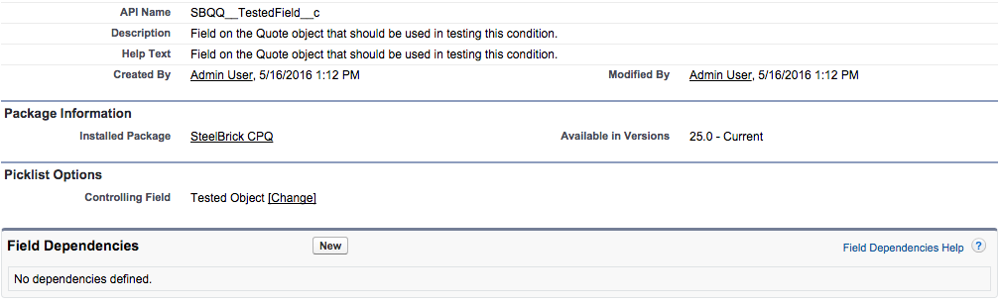 API Name SBQQ__TestedField__c
Description Field on the Quote object that should be used in testing this condition.
Help Text Field on the Quote object that should be used in testing this condition.
Created By Admin User, 5/16/2016 1:12 PM Modified By Admin User, 5/16/2016 1:12 PM
Package Information
Installed Package SteelBrick CPQ Available in Versions 25.0 - Current
Picklist Options
Controlling Field Tested Object [Change]
Field Dependencies New Field Dependencies Help ?
No dependencies defined.